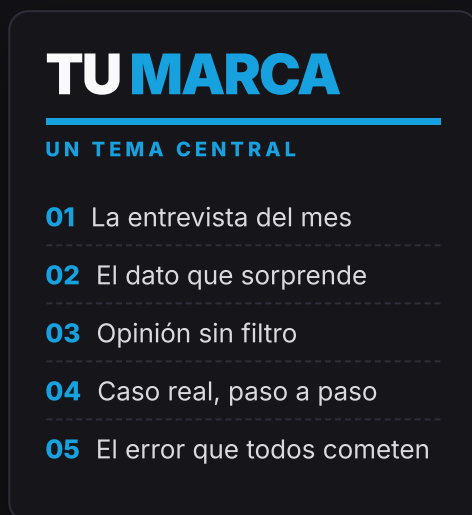 TU MARCA
UN TEMA CENTRAL
01 La entrevista del mes
02 El dato que sorprende
03 Opinión sin filtro
04 Caso real, paso a paso
05 El error que todos cometen